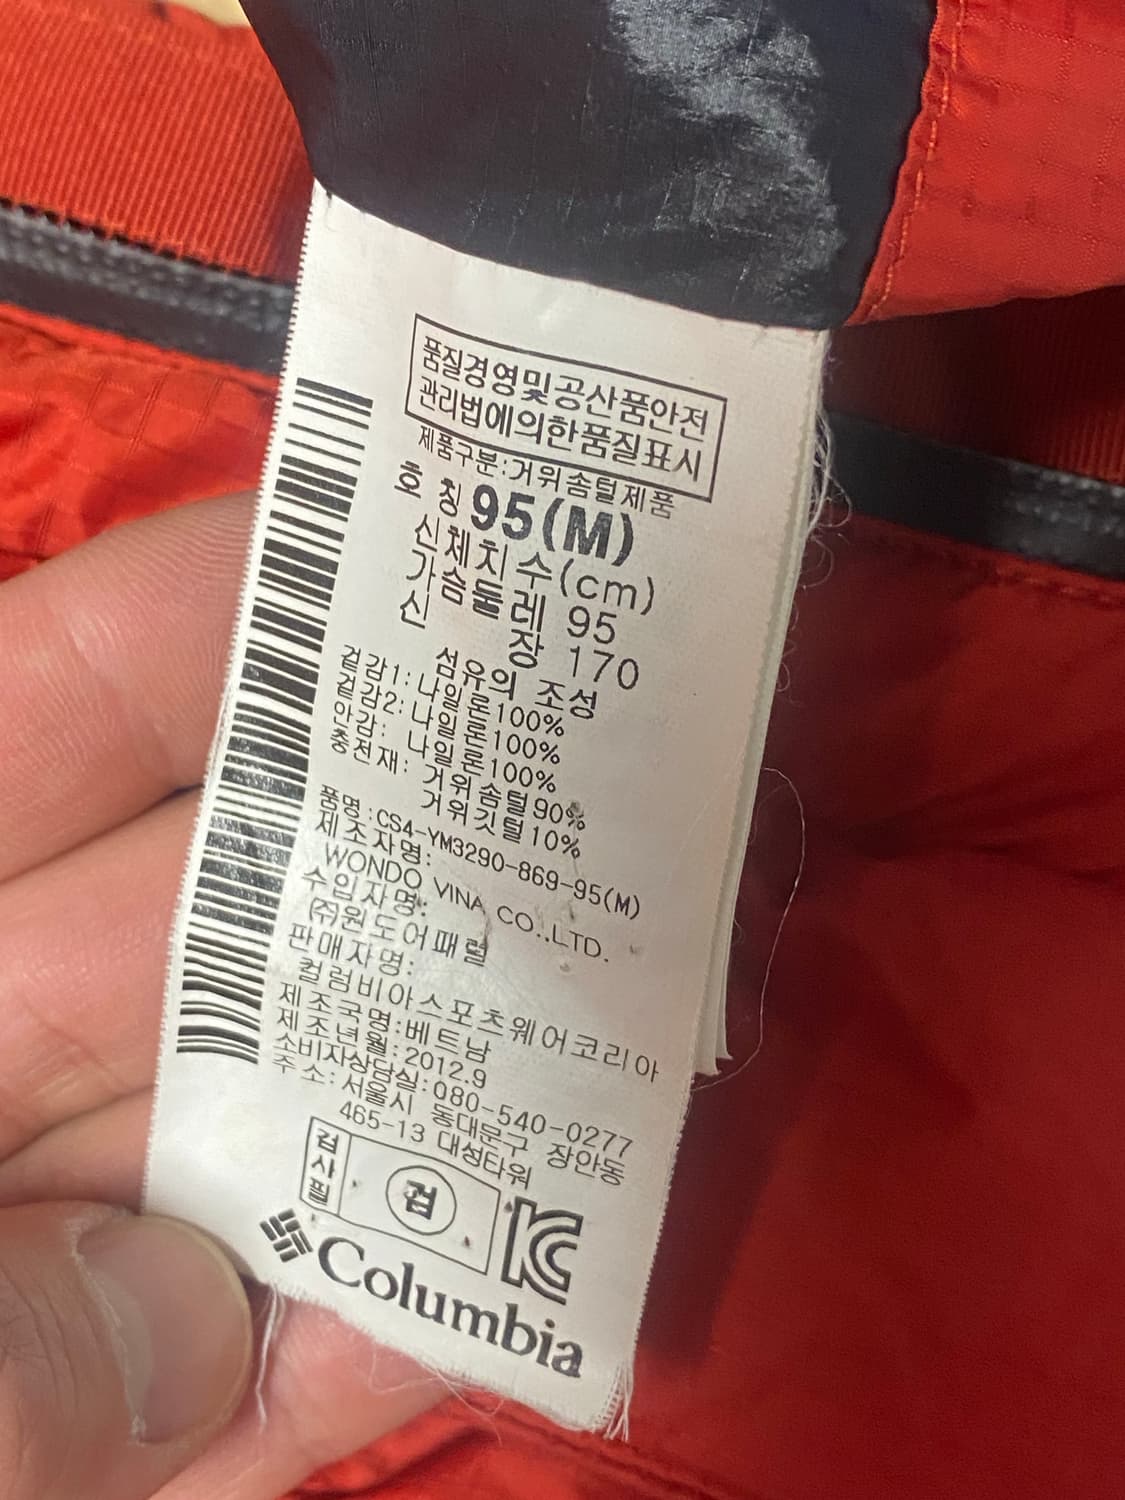 품질경영및공산품안전
관리법에의한품질표시
제품구분:거위솜털제품
호 칭 95(M)
신체치수(cm)
가슴둘레 95
신 장 170
섬유의 조성
겉감1: 나일론100%
겉감2: 나일론100%
안감: 나일론100%
충전재: 거위솜털90%
거위깃털10%
품명:CS4-YM3290-869-95(M)
제조자명:
WONDO VINA CO.,LTD.
수입자명:
㈜원도어패럴
판매자명:
컬럼비아스포츠웨어코리아
제조국명:베트남
제조년월:2012.9
소비자상담실:080-540-0277
주소:서울시 동대문구 장안동
465-13 대성타워
검사필
검
KC
Columbia